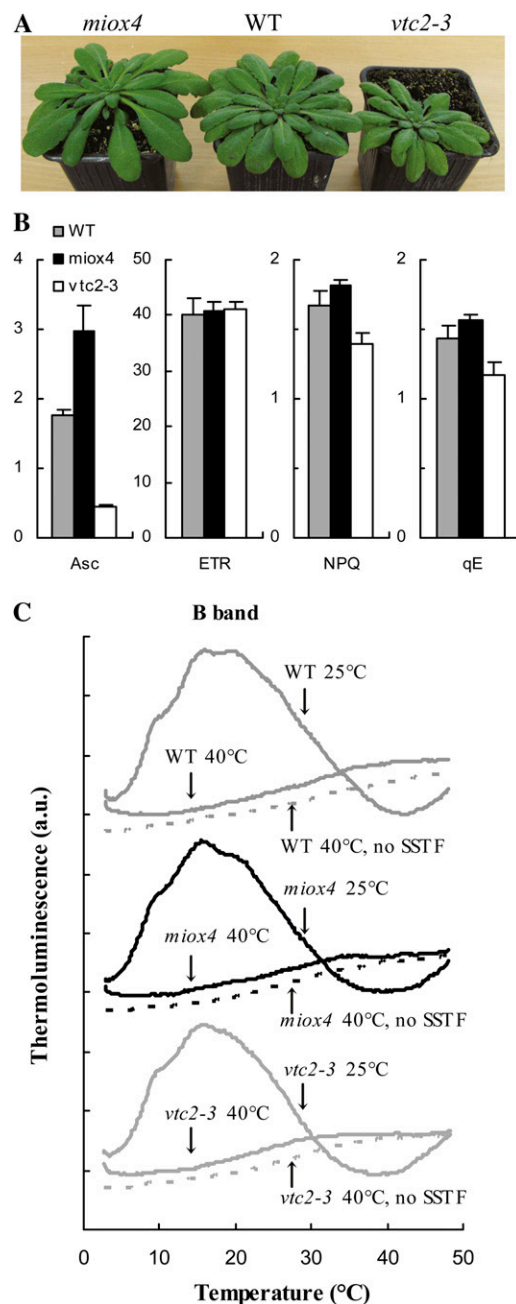 A
miox4 WT vtc2-3
B
WT
miox4
vtc2-3
4
3
2
1
0
Asc
50
40
30
20
10
0
ETR
2
1
0
NPQ
2
1
0
qE
C
B band
WT 25°C
WT 40°C
WT 40°C, no SSTF
miox4 25°C
miox4 40°C
miox4 40°C, no SSTF
vtc2-3 25°C
vtc2-3 40°C
vtc2-3 40°C, no SSTF
Thermoluminescence (a.u.)
0 10 20 30 40 50
Temperature (°C)